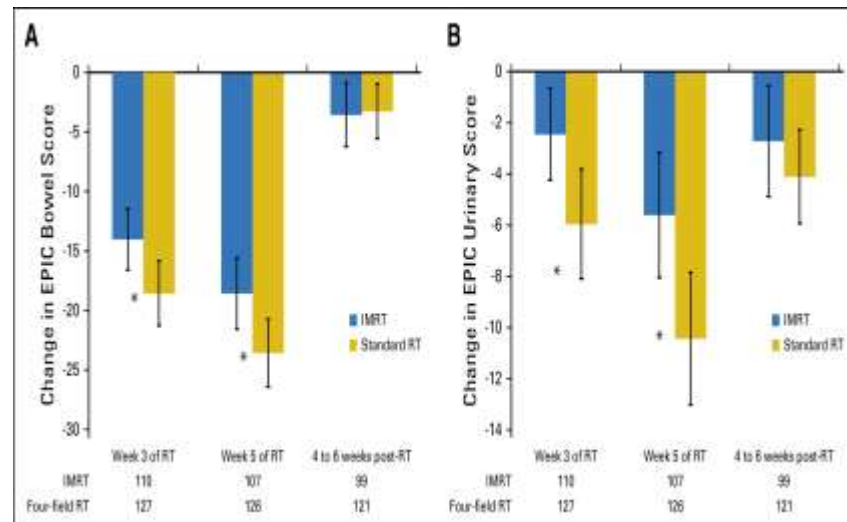 A
Change in EPIC Bowel Score
0
-5
-10
-15
-20
-25
-30
*
*
IMRT
Standard RT
Week 3 of RT Week 5 of RT 4 to 6 weeks post-RT
IMRT 110 107 99
Four-field RT 127 126 121
B
Change in EPIC Urinary Score
0
-2
-4
-6
-8
-10
-12
-14
*
*
IMRT
Standard RT
Week 3 of RT Week 5 of RT 4 to 6 weeks post-RT
IMRT 110 107 99
Four-field RT 127 126 121